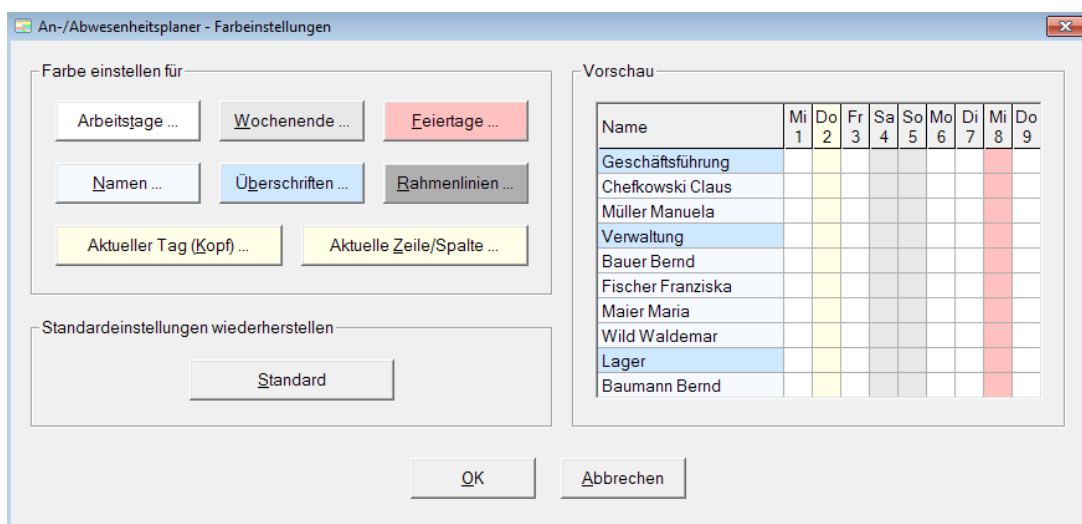 An-/Abwesenheitsplaner - Farbeinstellungen
Farbe einstellen für
Arbeitstage ... Wochenende ... Feiertage ...
Namen ... Überschriften ... Rahmenlinien ...
Aktueller Tag (Kopf) ... Aktuelle Zeile/Spalte ...
Standardeinstellungen wiederherstellen
Standard
Vorschau
Name Mi Do Fr Sa So Mo Di Mi Do
1 2 3 4 5 6 7 8 9
Geschäftsführung
Chefkowski Claus
Müller Manuela
Verwaltung
Bauer Bernd
Fischer Franziska
Maier Maria
Wild Waldemar
Lager
Baumann Bernd
OK Abbrechen